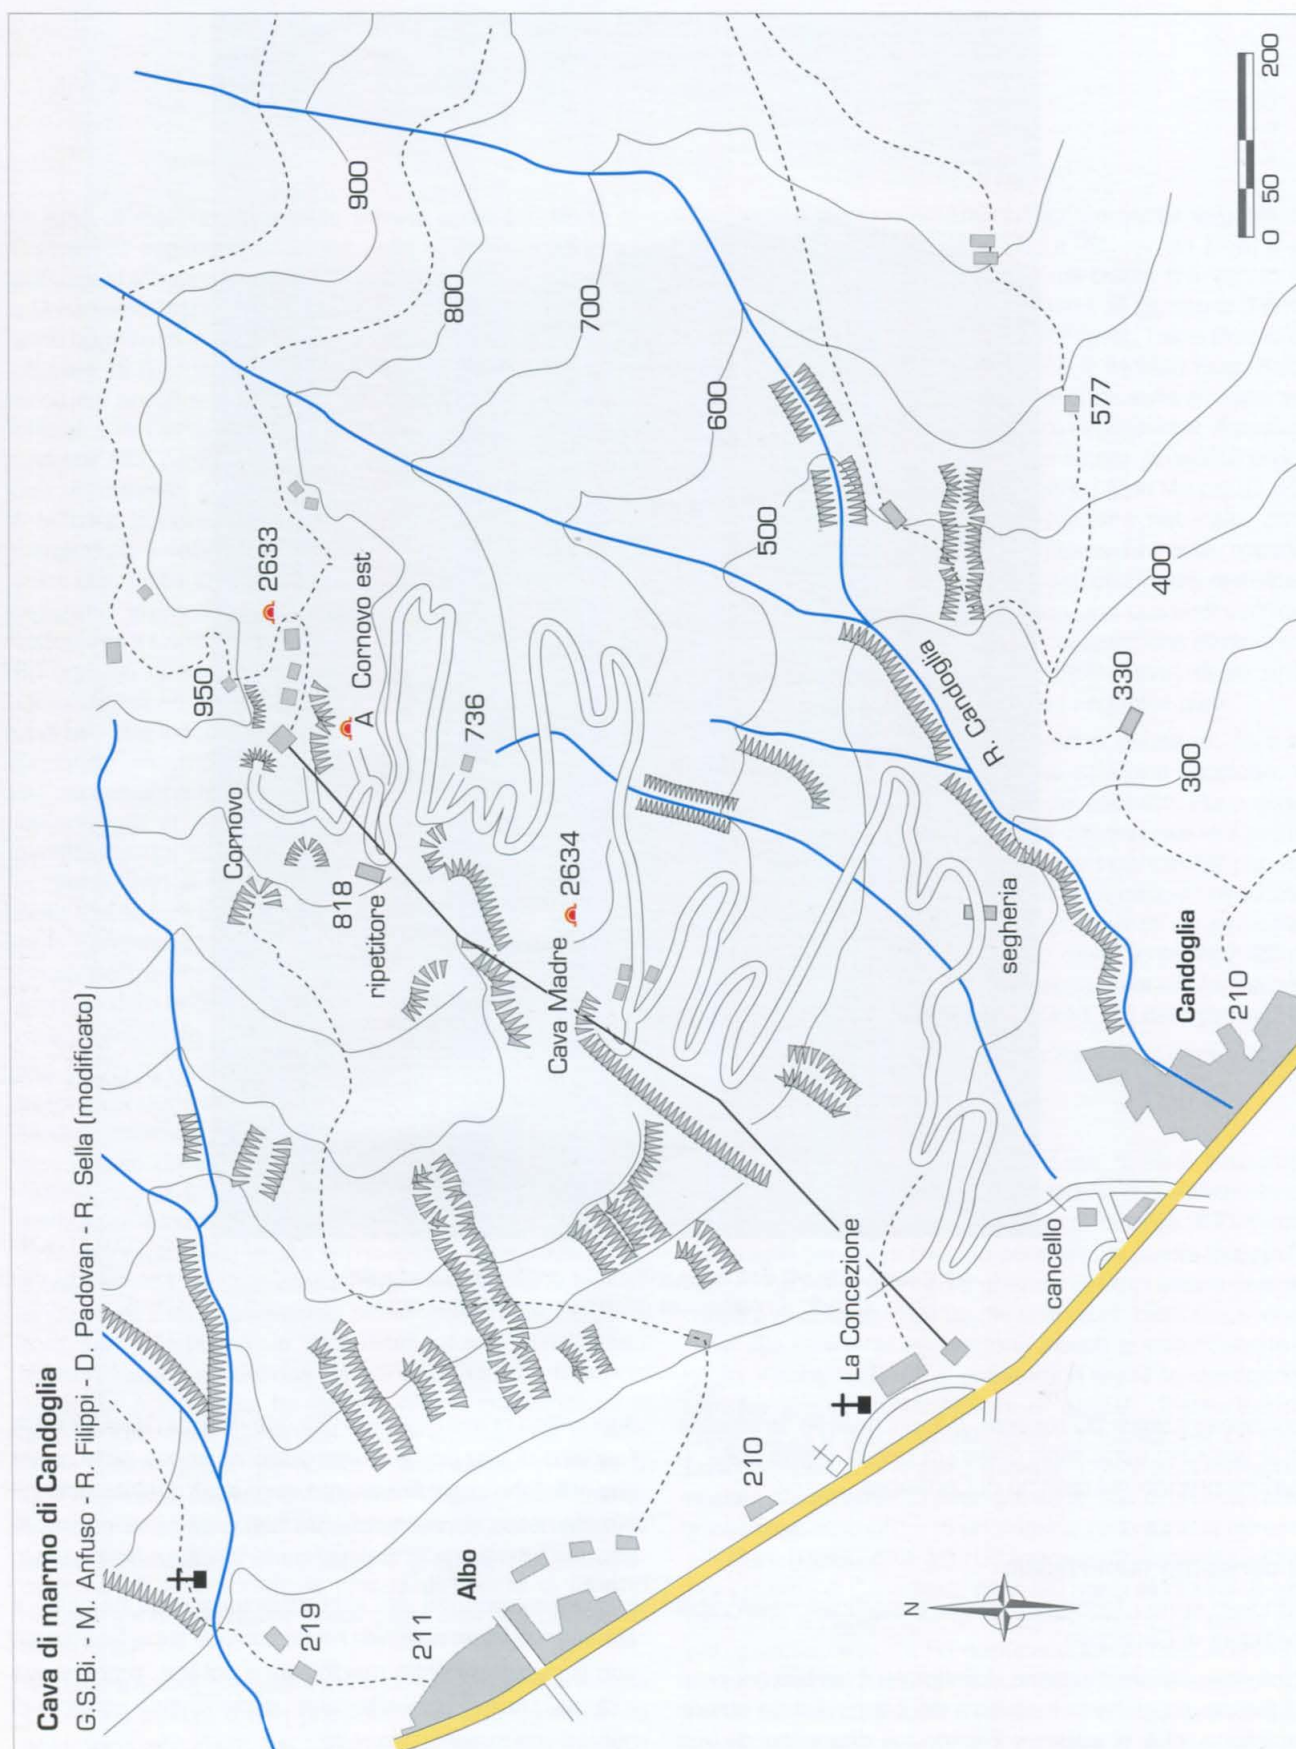 Cava di marmo di Candoglia
G.S.Bi. - M. Anfuso - R. Filippi - D. Padovan - R. Sella (modificato)
950
2633
900
Cornovo
A Cornovo est
818
ripetitore
736
800
700
Cava Madre
2634
600
500
219
211
Albo
210
La Concezione
R. Candoglia
577
segheria
cancello
400
330
300
Candoglia
210
N
0
50
200